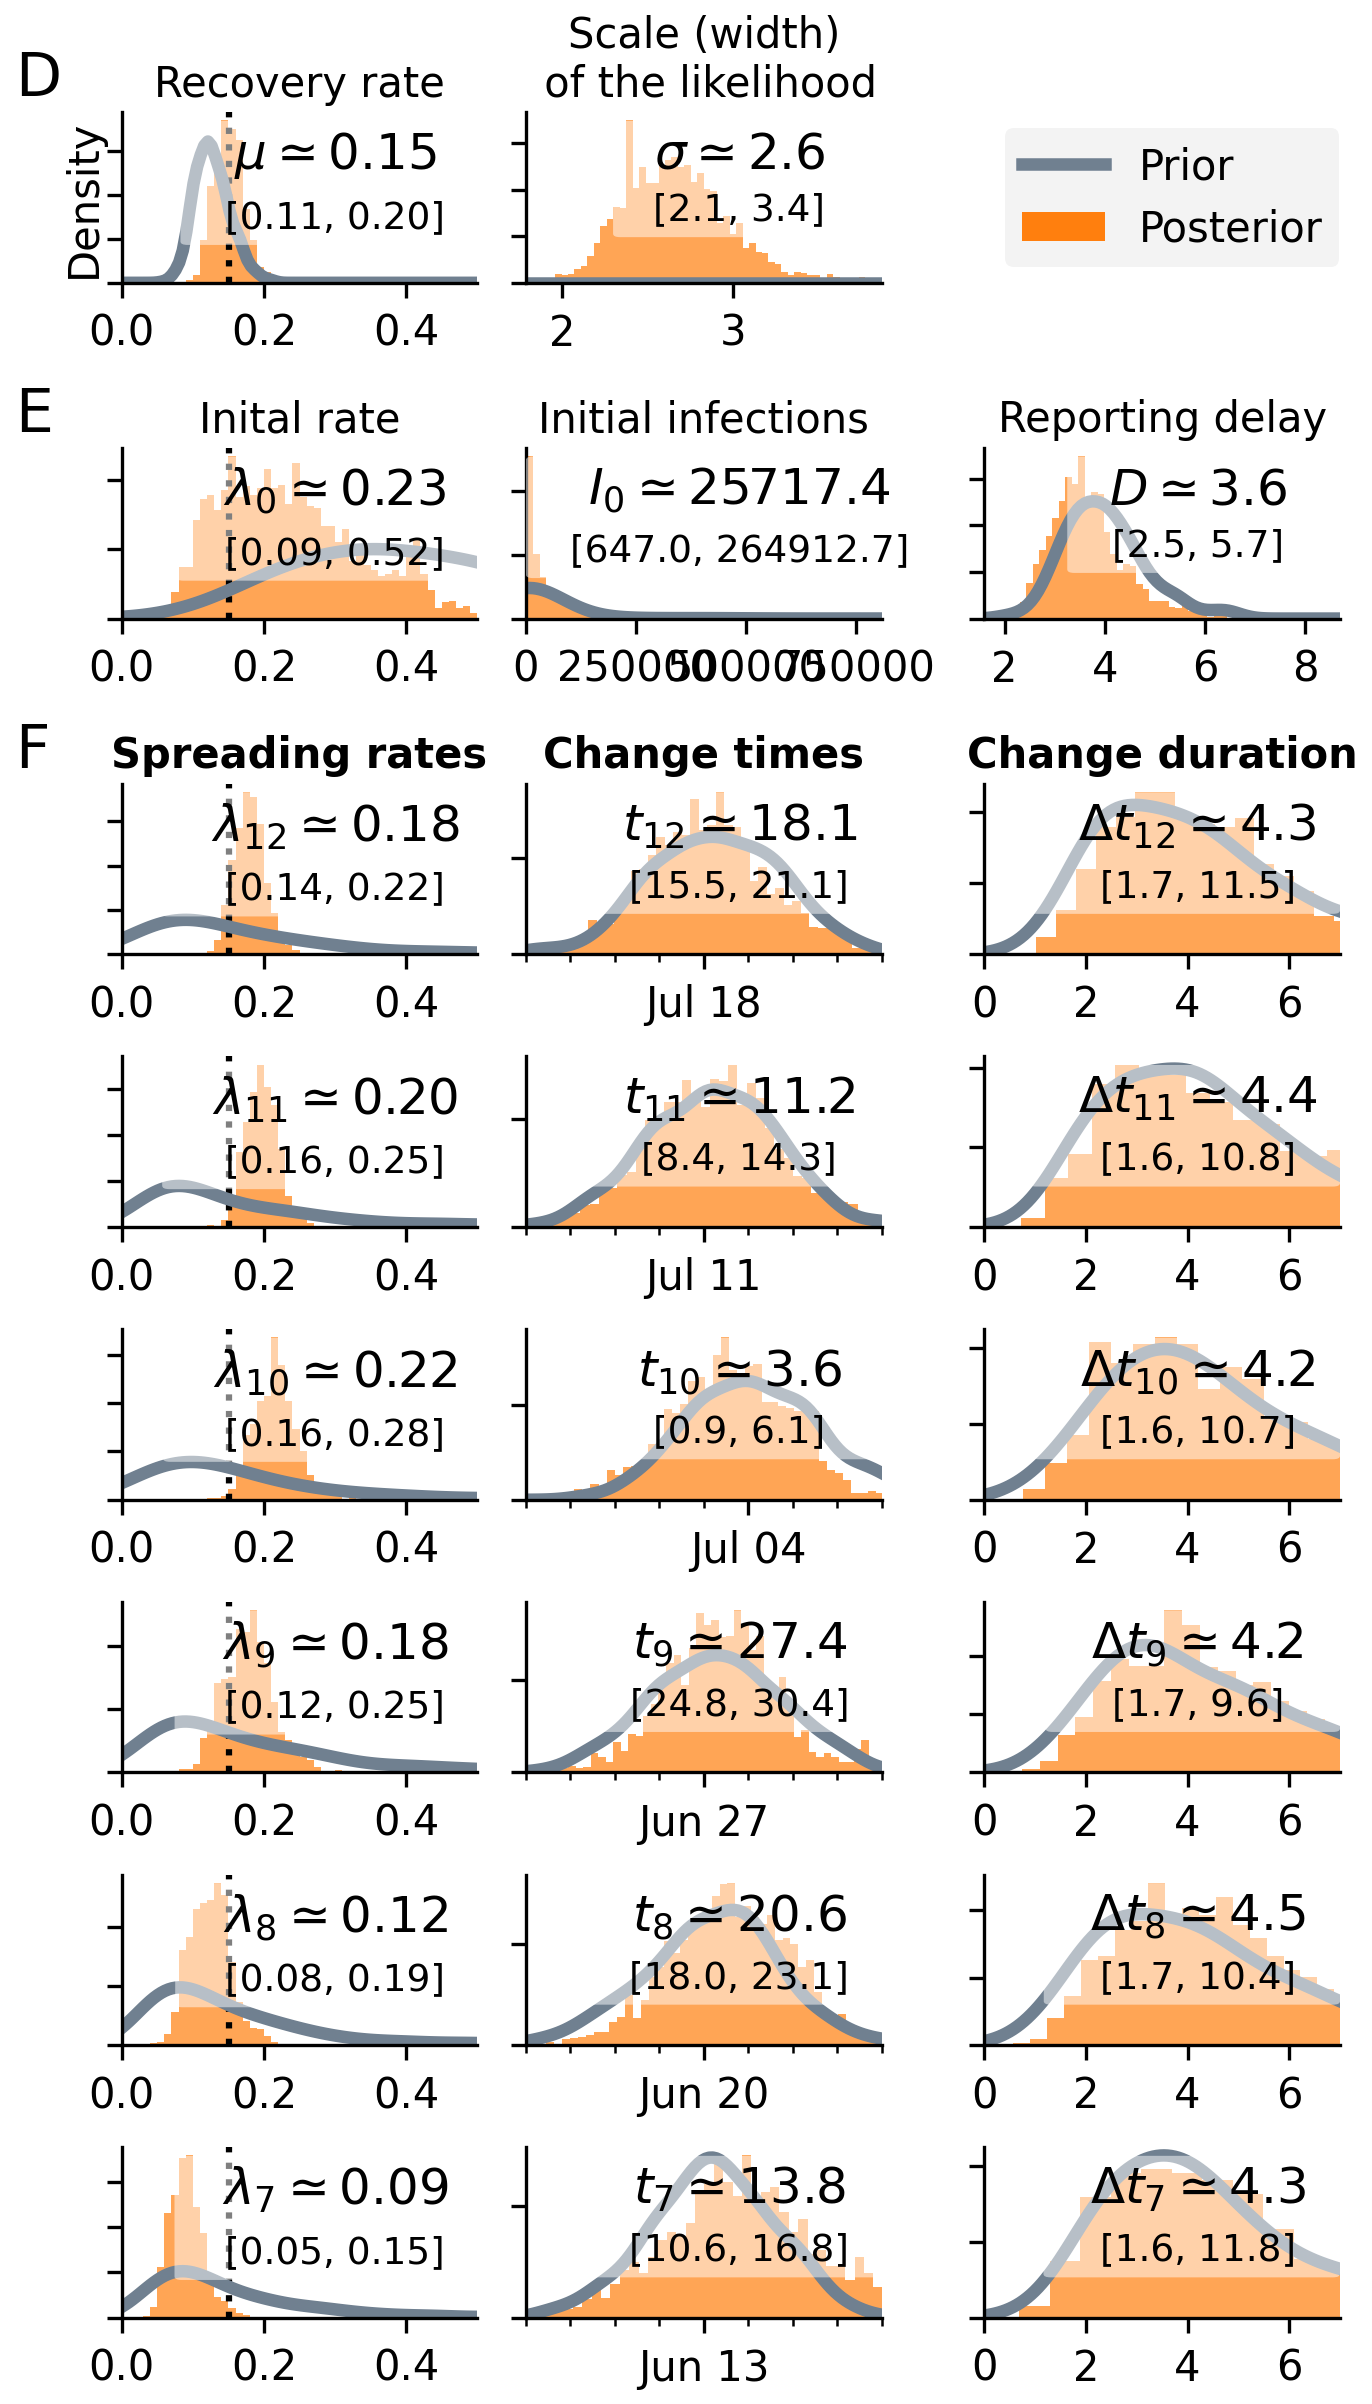 D
Recovery rate
Scale (width)
of the likelihood
Density
μ ≃ 0.15
[0.11, 0.20]
0.0 0.2 0.4
σ ≃ 2.6
[2.1, 3.4]
2 3
Prior
Posterior
E
Inital rate
λ0 ≃ 0.23
[0.09, 0.52]
0.0 0.2 0.4
Initial infections
I0 ≃ 25717.4
[647.0, 264912.7]
0 250000 500000 750000
Reporting delay
D ≃ 3.6
[2.5, 5.7]
2 4 6 8
F
Spreading rates
Change times
Change duration
λ12 ≃ 0.18
[0.14, 0.22]
0.0 0.2 0.4
t12 ≃ 18.1
[15.5, 21.1]
Jul 18
Δt12 ≃ 4.3
[1.7, 11.5]
0 2 4 6
λ11 ≃ 0.20
[0.16, 0.25]
0.0 0.2 0.4
t11 ≃ 11.2
[8.4, 14.3]
Jul 11
Δt11 ≃ 4.4
[1.6, 10.8]
0 2 4 6
λ10 ≃ 0.22
[0.16, 0.28]
0.0 0.2 0.4
t10 ≃ 3.6
[0.9, 6.1]
Jul 04
Δt10 ≃ 4.2
[1.6, 10.7]
0 2 4 6
λ9 ≃ 0.18
[0.12, 0.25]
0.0 0.2 0.4
t9 ≃ 27.4
[24.8, 30.4]
Jun 27
Δt9 ≃ 4.2
[1.7, 9.6]
0 2 4 6
λ8 ≃ 0.12
[0.08, 0.19]
0.0 0.2 0.4
t8 ≃ 20.6
[18.0, 23.1]
Jun 20
Δt8 ≃ 4.5
[1.7, 10.4]
0 2 4 6
λ7 ≃ 0.09
[0.05, 0.15]
0.0 0.2 0.4
t7 ≃ 13.8
[10.6, 16.8]
Jun 13
Δt7 ≃ 4.3
[1.6, 11.8]
0 2 4 6